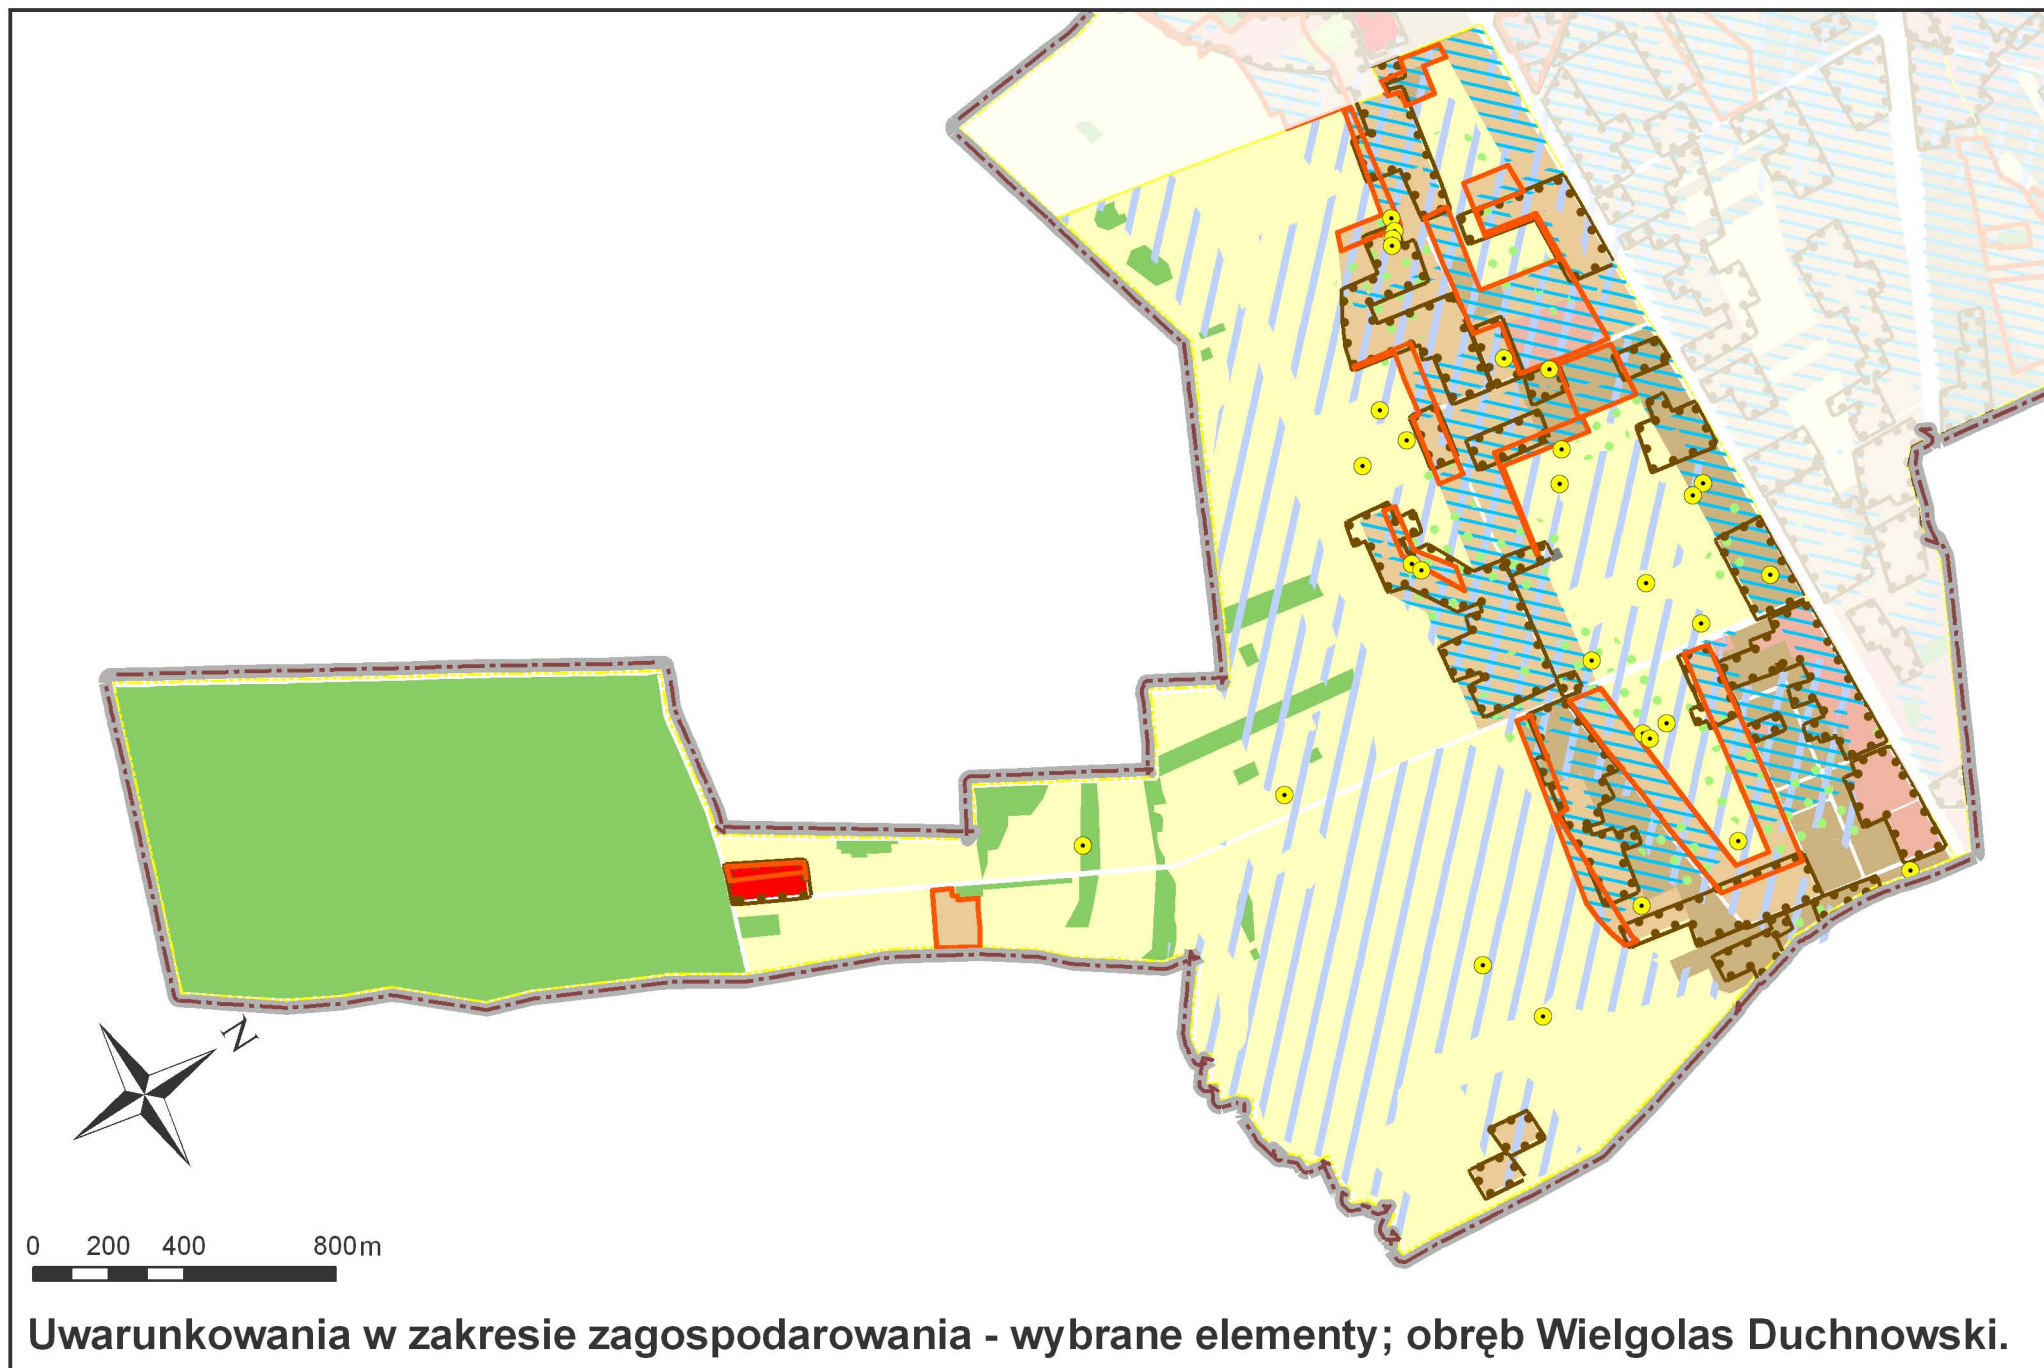 N
0 200 400 800m
Uwarunkowania w zakresie zagospodarowania - wybrane elementy; obręb Wielgolas Duchnowski.